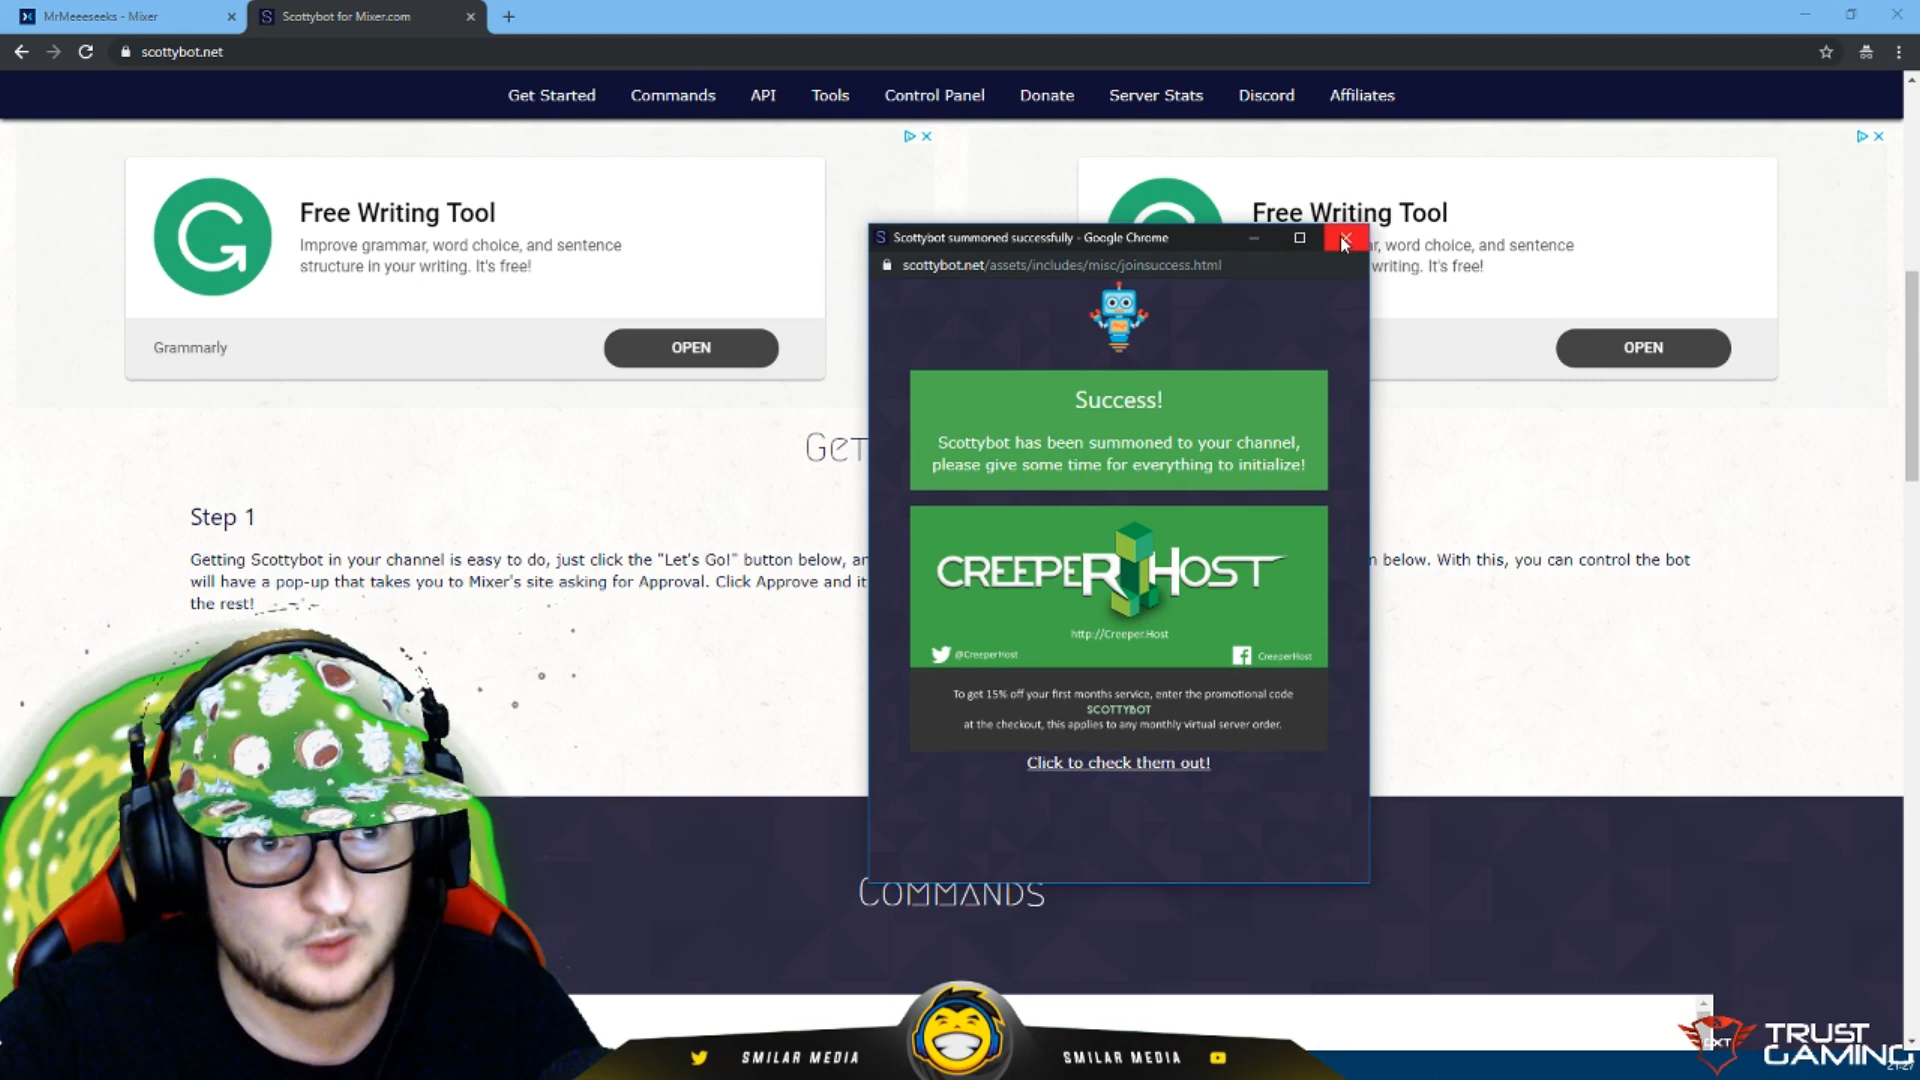 MrMeeeseeks - Mixer
Scottybot for Mixer.com
scottybot.net
Get Started
Commands
API
Tools
Control Panel
Donate
Server Stats
Discord
Affiliates
Free Writing Tool
Improve grammar, word choice, and sentence
structure in your writing. It's free!
Grammarly
OPEN
Free Writing Tool
r, word choice, and sentence
writing. It's free!
OPEN
Scottybot summoned successfully - Google Chrome
scottybot.net/assets/includes/misc/joinsuccess.html
Success!
Scottybot has been summoned to your channel,
please give some time for everything to initialize!
CREEPER HOST
http://Creeper.Host
@CreeperHost
CreeperHost
To get 15% off your first months service, enter the promotional code
SCOTTYBOT
at the checkout, this applies to any monthly virtual server order.
Click to check them out!
Get
Step 1
Getting Scottybot in your channel is easy to do, just click the "Let's Go!" button below, an
n below. With this, you can control the bot
will have a pop-up that takes you to Mixer's site asking for Approval. Click Approve and it
the rest!
Commands
SMILAR MEDIA
SMILAR MEDIA
TRUST
GAMING
21:27